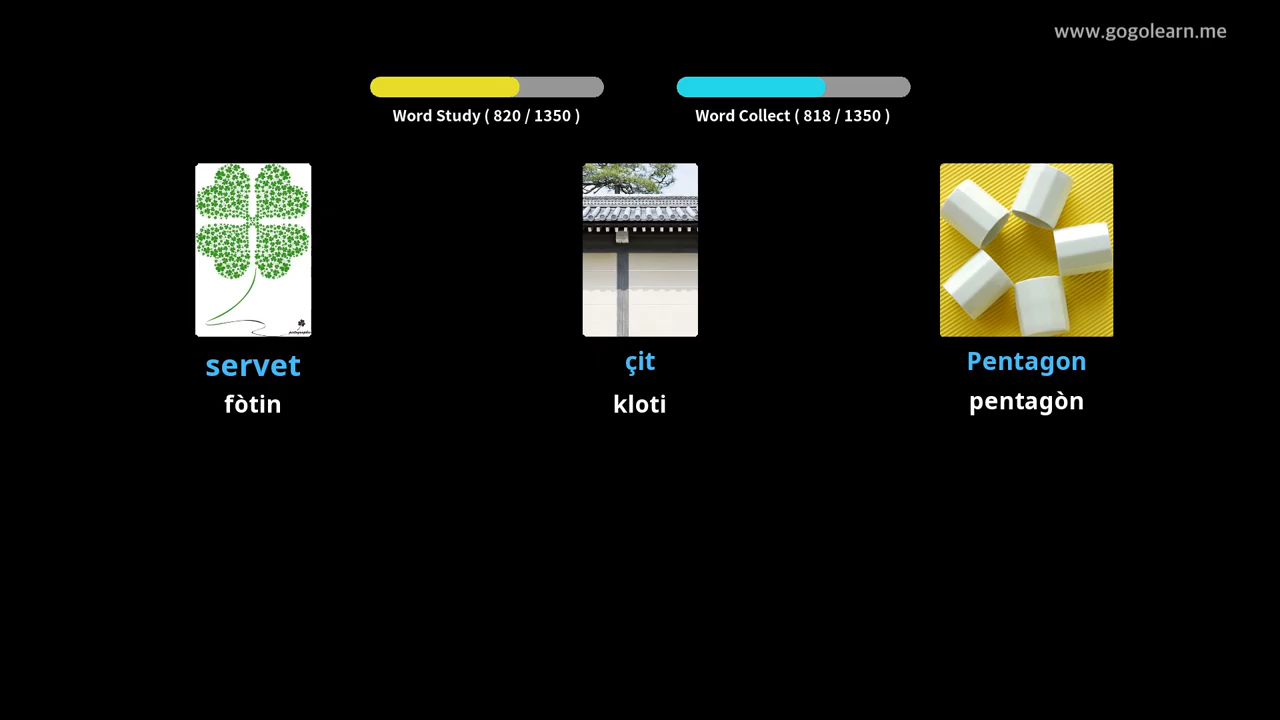 www.gogolearn.me
Word Study ( 820 / 1350 )
Word Collect ( 818 / 1350 )
servet
fòtin
çit
kloti
Pentagon
pentagòn